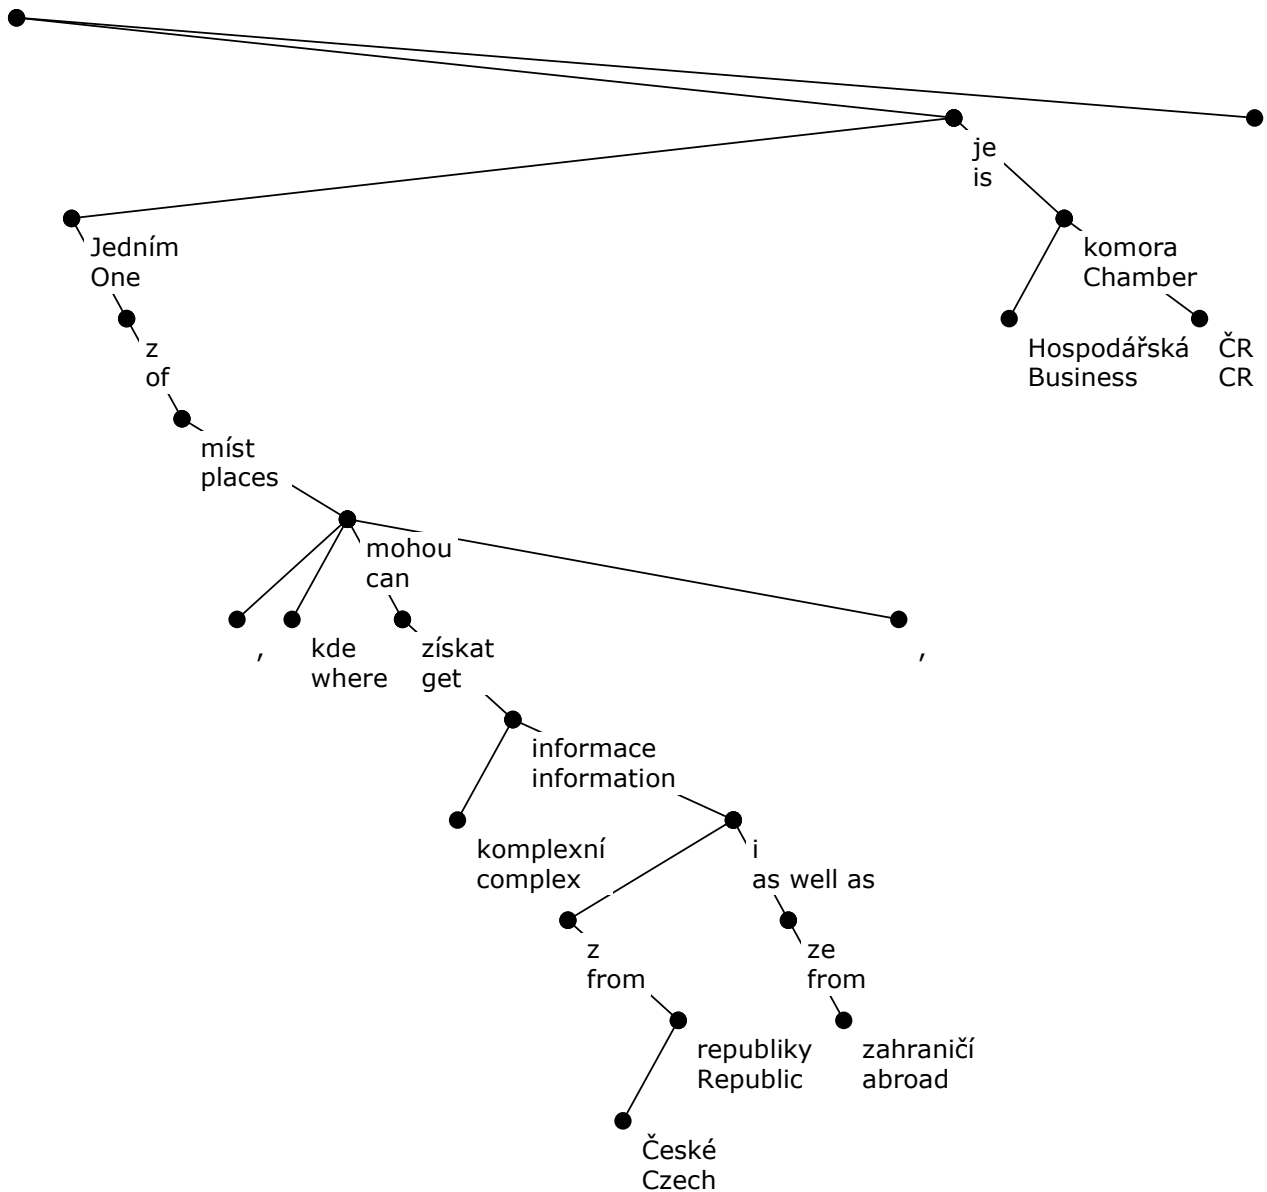 je
is
Jedním
One
komora
Chamber
z
of
Hospodářská
Business
ČR
CR
míst
places
mohou
can
,
kde
where
získat
get
,
informace
information
komplexní
complex
i
as well as
z
from
ze
from
republiky
Republic
zahraničí
abroad
České
Czech